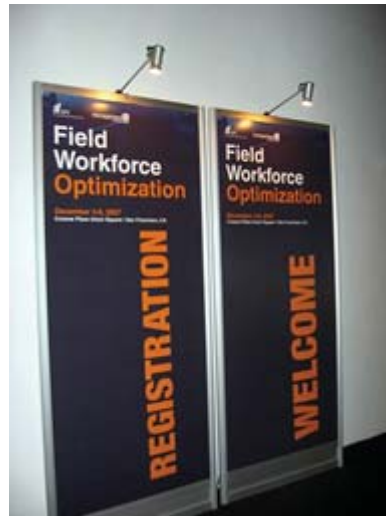 Field
Workforce
Optimization
REGISTRATION
Field
Workforce
Optimization
WELCOME